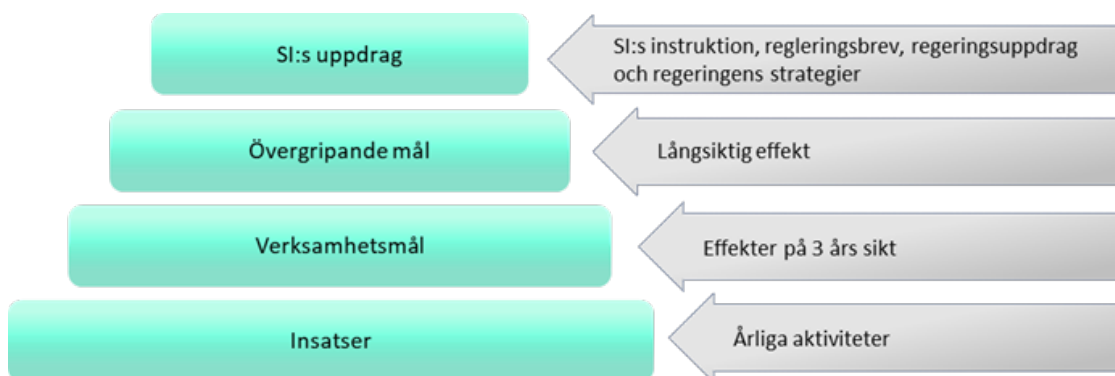 SI:s uppdrag
SI:s instruktion, regleringsbrev, regeringsuppdrag
och regeringens strategier
Övergripande mål
Långsiktig effekt
Verksamhetsmål
Effekter på 3 års sikt
Insatser
Årliga aktiviteter